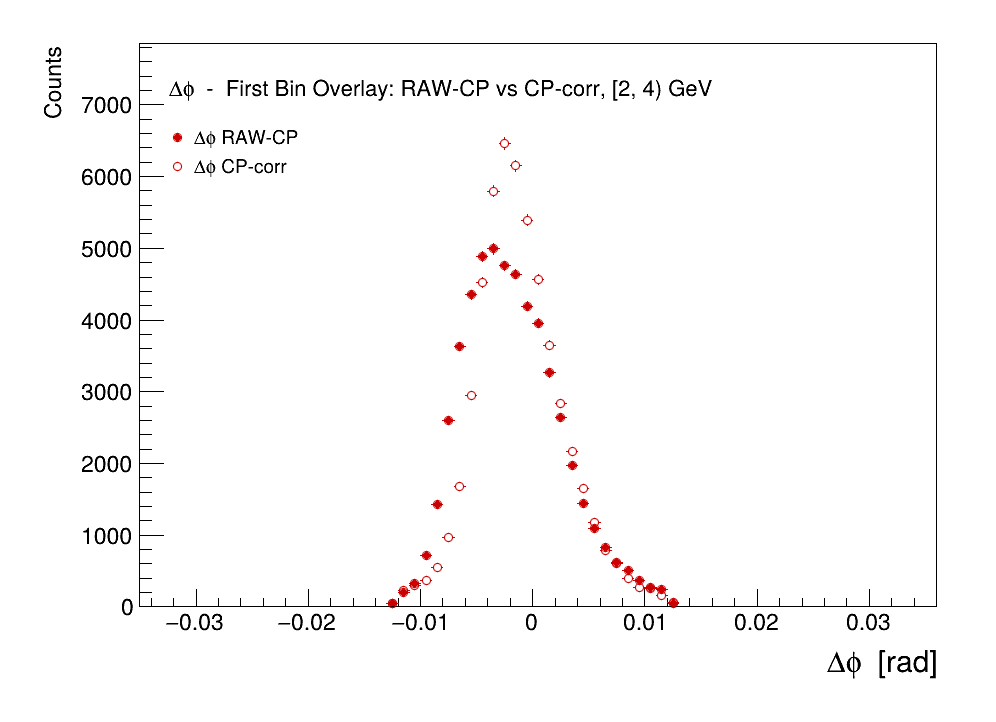 Counts
Δϕ - First Bin Overlay: RAW-CP vs CP-corr, [2, 4) GeV
Δϕ RAW-CP
Δϕ CP-corr
7000
6000
5000
4000
3000
2000
1000
0
−0.03 −0.02 −0.01 0 0.01 0.02 0.03
Δϕ [rad]